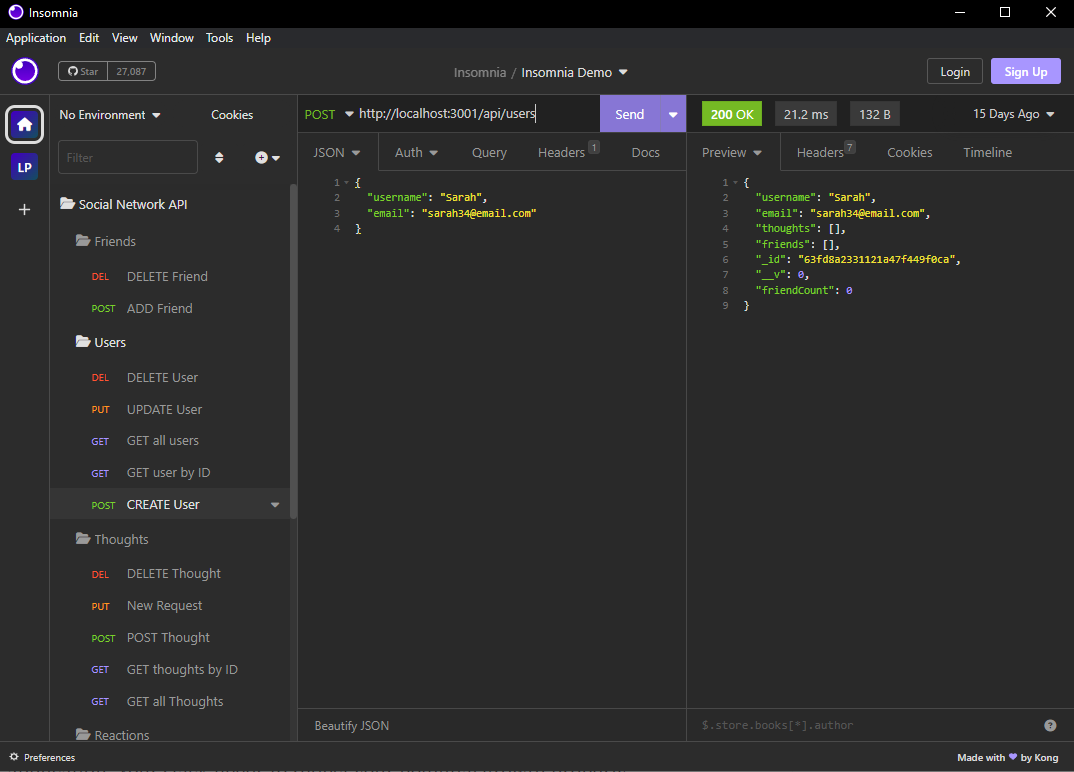 Insomnia
Application Edit View Window Tools Help
Star 27,087
Insomnia / Insomnia Demo
Login
Sign Up
LP
No Environment
Cookies
Filter
Social Network API
Friends
DEL DELETE Friend
POST ADD Friend
Users
DEL DELETE User
PUT UPDATE User
GET GET all users
GET GET user by ID
POST CREATE User
Thoughts
DEL DELETE Thought
PUT New Request
POST POST Thought
GET GET thoughts by ID
GET GET all Thoughts
Reactions
POST http://localhost:3001/api/users
Send
JSON Auth Query Headers 1 Docs
1 {
2 "username": "Sarah",
3 "email": "sarah34@email.com"
4 }
Beautify JSON
200 OK 21.2 ms 132 B 15 Days Ago
Preview Headers 7 Cookies Timeline
1 {
2 "username": "Sarah",
3 "email": "sarah34@email.com",
4 "thoughts": [],
5 "friends": [],
6 "_id": "63fd8a2331121a47f449f0ca",
7 "__v": 0,
8 "friendCount": 0
9 }
$.store.books[*].author
?
Preferences
Made with ♥ by Kong